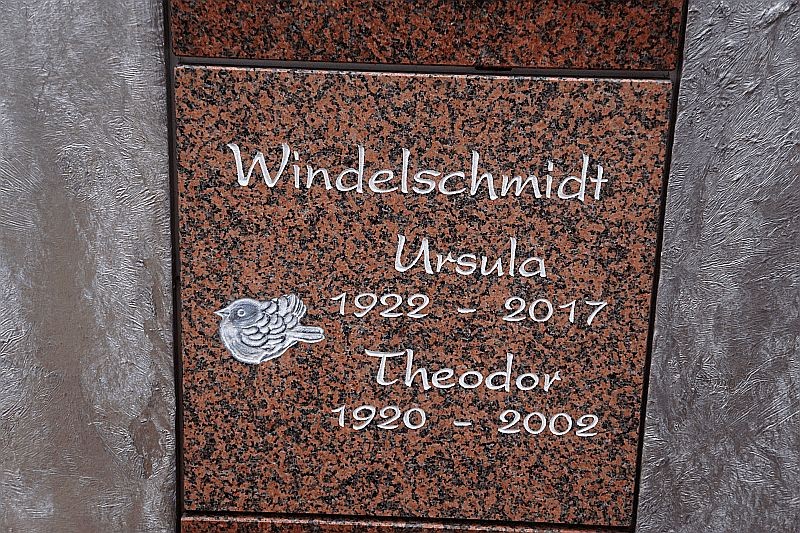 Windelschmidt
Ursula
1922 - 2017
Theodor
1920 - 2002